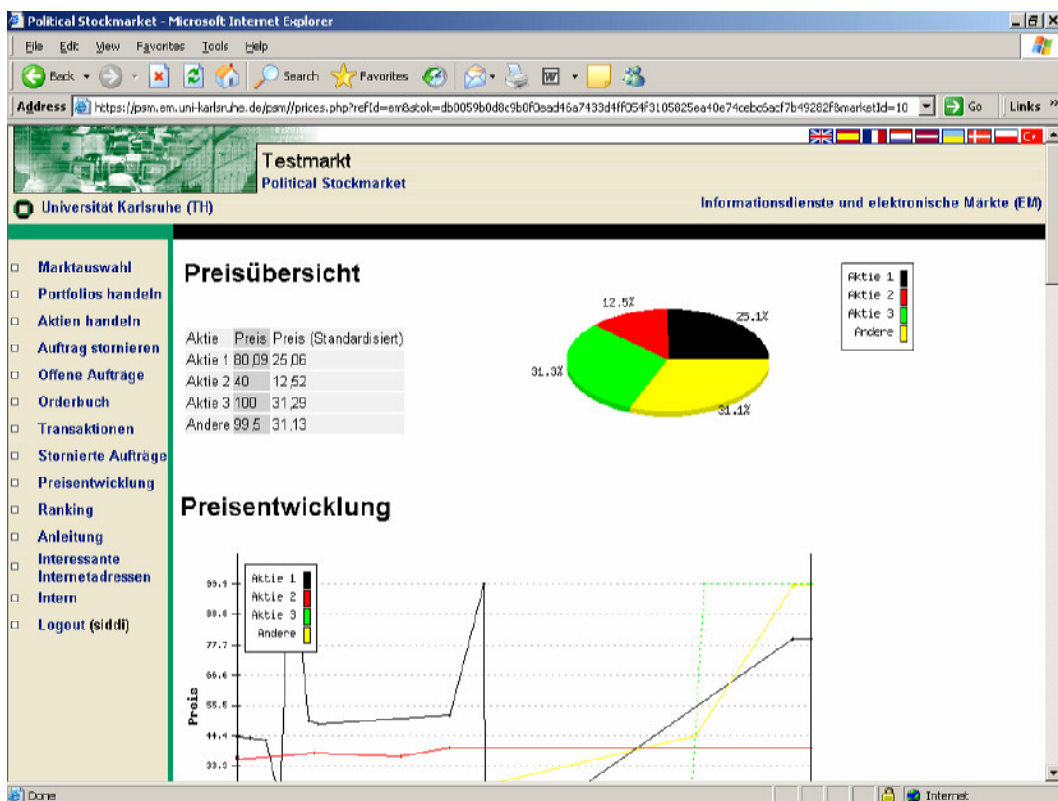 Political Stockmarket - Microsoft Internet Explorer
File Edit View Favorites Tools Help
Back Search Favorites
Address https://psm.em.uni-karlsruhe.de/psm//prices.php? Go Links »
Testmarkt
Political Stockmarket
Universität Karlsruhe (TH)
Informationsdienste und elektronische Märkte (EM)
Marktauswahl
Portfolios handeln
Aktien handeln
Auftrag stornieren
Offene Aufträge
Orderbuch
Transaktionen
Stornierte Aufträge
Preisentwicklung
Ranking
Anleitung
Interessante
Internetadressen
Intern
Logout (siddi)
Preisübersicht
Aktie Preis Preis (Standardisiert)
Aktie 1 80,09 25,06
Aktie 2 40 12,52
Aktie 3 100 31,29
Andere 99,5 31,13
12.5%
25.1%
31.3%
31.1%
Aktie 1
Aktie 2
Aktie 3
Andere
Preisentwicklung
Aktie 1
Aktie 2
Aktie 3
Andere
99.9
88.8
77.7
66.6
55.5
44.4
33.3
Preis
Done
Internet